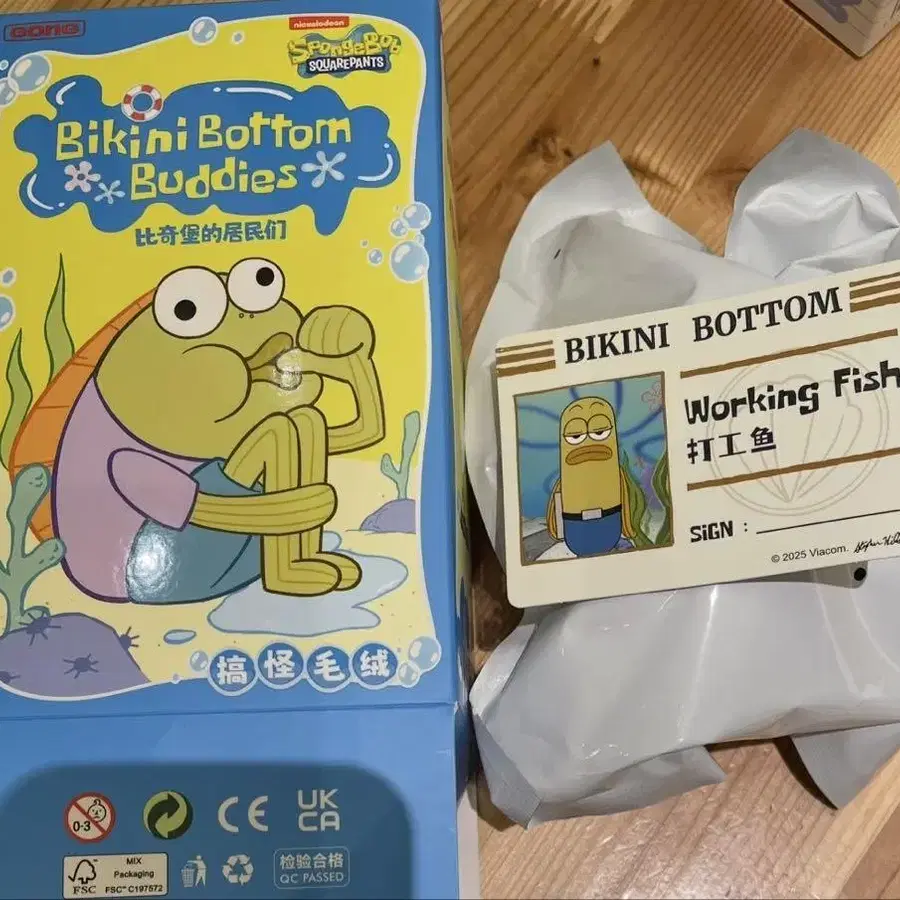 GONG
nickelodeon
SpongeBob
SQUAREPANTS
Bikini Bottom
Buddies
比奇堡的居民们
搞怪毛绒
0-3
CE
UK
CA
FSC
MIX
Packaging
FSC™ C197572
检验合格
QC PASSED
BIKINI BOTTOM
Working Fish
打工鱼
SiGN :
© 2025 Viacom.